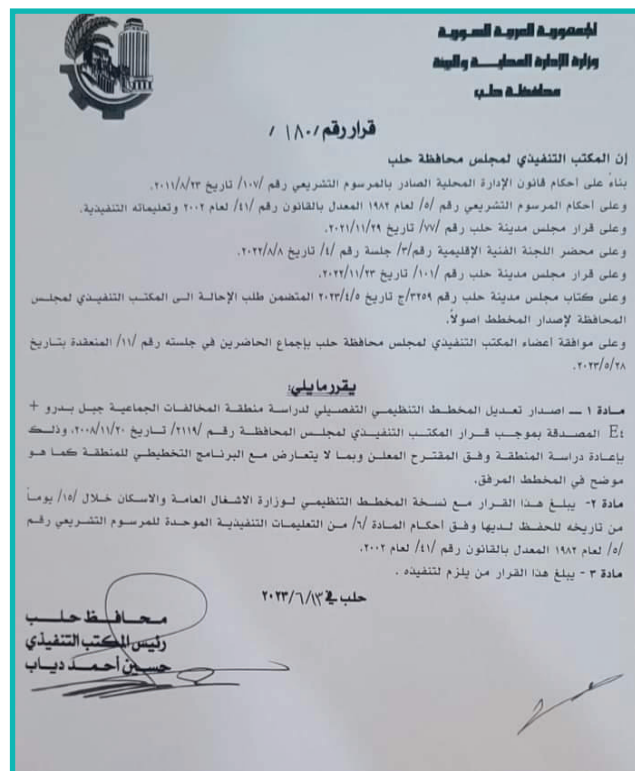 الجمهورية العربية السورية
وزارة الإدارة المحلية والبيئة
محافظة حلب
قرار رقم / ١٨٠ /
إن المكتب التنفيذي لمجلس محافظة حلب
بناءً على أحكام قانون الإدارة المحلية الصادر بالمرسوم التشريعي رقم /١٠٧/ تاريخ ٢٠١١/٨/٢٣.
وعلى أحكام المرسوم التشريعي رقم /٥/ لعام ١٩٨٢ المعدل بالقانون رقم /٤١/ لعام ٢٠٠٢ وتعليماته التنفيذية.
وعلى قرار مجلس مدينة حلب رقم /٧٧/ تاريخ ٢٠٢١/١١/٢٩.
وعلى محضر اللجنة الفنية الإقليمية رقم/٣/ جلسة رقم /٤/ تاريخ ٢٠٢٢/٨/٨.
وعلى قرار مجلس مدينة حلب رقم /١٠١/ تاريخ ٢٠٢٢/١١/٢٣.
وعلى كتاب مجلس مدينة حلب رقم ٣٢٥٩/ج تاريخ ٢٠٢٣/٤/٥ المتضمن طلب الإحالة الى المكتب التنفيذي لمجلس
المحافظة لإصدار المخطط اصولاً.
وعلى موافقة أعضاء المكتب التنفيذي لمجلس محافظة حلب بإجماع الحاضرين في جلسته رقم /١١/ المنعقدة بتاريخ
٢٠٢٣/٥/٢٨.
يقرر مايلي:
مادة ١ – اصدار تعديل المخطط التنظيمي التفصيلي لدراسة منطقة المخالفات الجماعية جبل بدرو +
E٤ المصدقة بموجب قرار المكتب التنفيذي لمجلس المحافظة رقم /٢١١٩/ تاريخ ٢٠٠٨/١١/٢٠، وذلك
بإعادة دراسة المنطقة وفق المقترح المعلن وبما لا يتعارض مع البرنامج التخطيطي للمنطقة كما هو
موضح في المخطط المرفق.
مادة ٢- يبلغ هذا القرار مع نسخة المخطط التنظيمي لوزارة الاشغال العامة والاسكان خلال /١٥/ يوماً
من تاريخه للحفظ لديها وفق أحكام المادة /٦/ من التعليمات التنفيذية الموحدة للمرسوم التشريعي رقم
/٥/ لعام ١٩٨٢ المعدل بالقانون رقم /٤١/ لعام ٢٠٠٢.
مادة ٣ - يبلغ هذا القرار من يلزم لتنفيذه .
حلب في ٢٠٢٣/٦/١٣
محافظ حلب
رئيس المكتب التنفيذي
حسين أحمد دياب